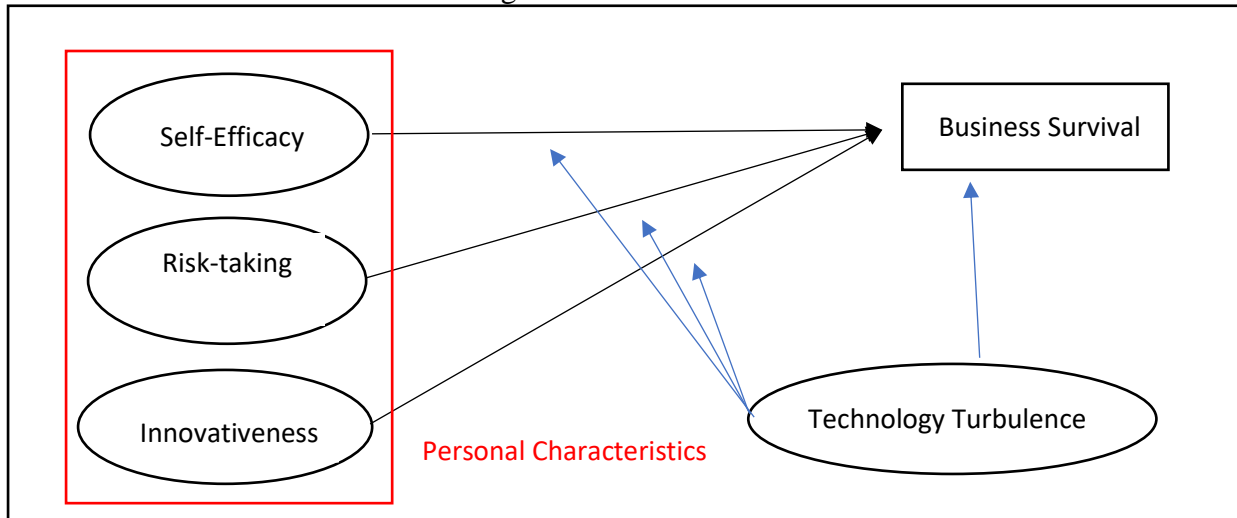 Self-Efficacy
Business Survival
Risk-taking
Innovativeness
Technology Turbulence
Personal Characteristics